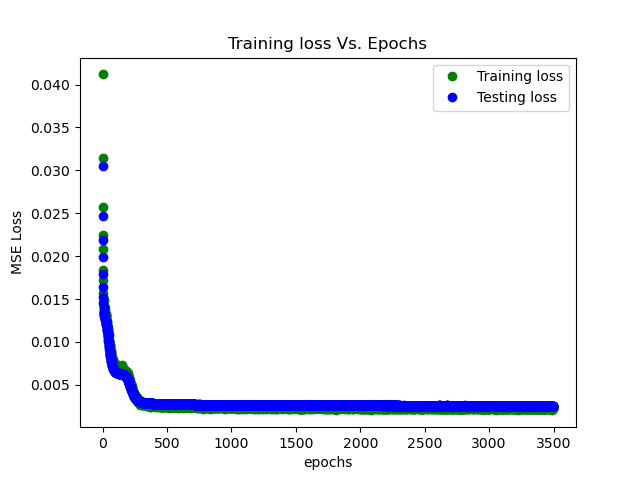 Training loss Vs. Epochs
Training loss
Testing loss
MSE Loss
0.040
0.035
0.030
0.025
0.020
0.015
0.010
0.005
0 500 1000 1500 2000 2500 3000 3500
epochs